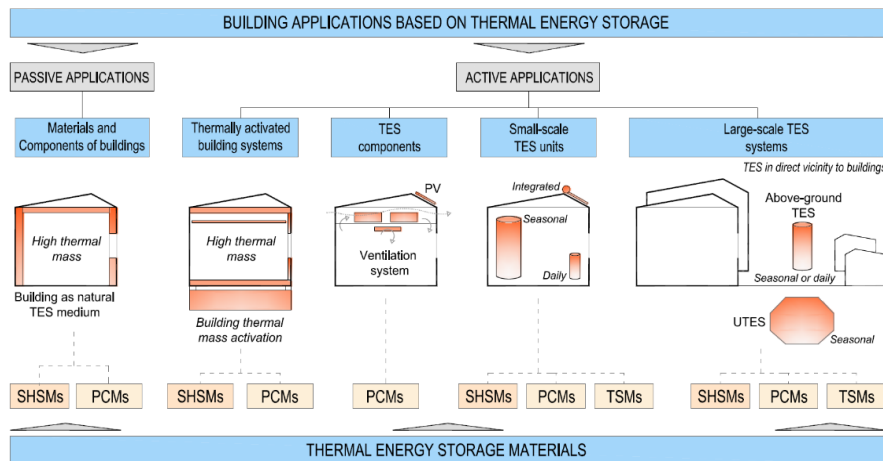 BUILDING APPLICATIONS BASED ON THERMAL ENERGY STORAGE
PASSIVE APPLICATIONS
ACTIVE APPLICATIONS
Materials and
Components of buildings
Thermally activated
building systems
TES
components
Small-scale
TES units
Large-scale TES
systems
TES in direct vicinity to buildings
High thermal
mass
Building as natural
TES medium
High thermal
mass
Building thermal
mass activation
PV
Ventilation
system
Integrated
Seasonal
Daily
Above-ground
TES
Seasonal or daily
UTES
Seasonal
SHSMs
PCMs
SHSMs
PCMs
PCMs
SHSMs
PCMs
TSMs
SHSMs
PCMs
TSMs
THERMAL ENERGY STORAGE MATERIALS